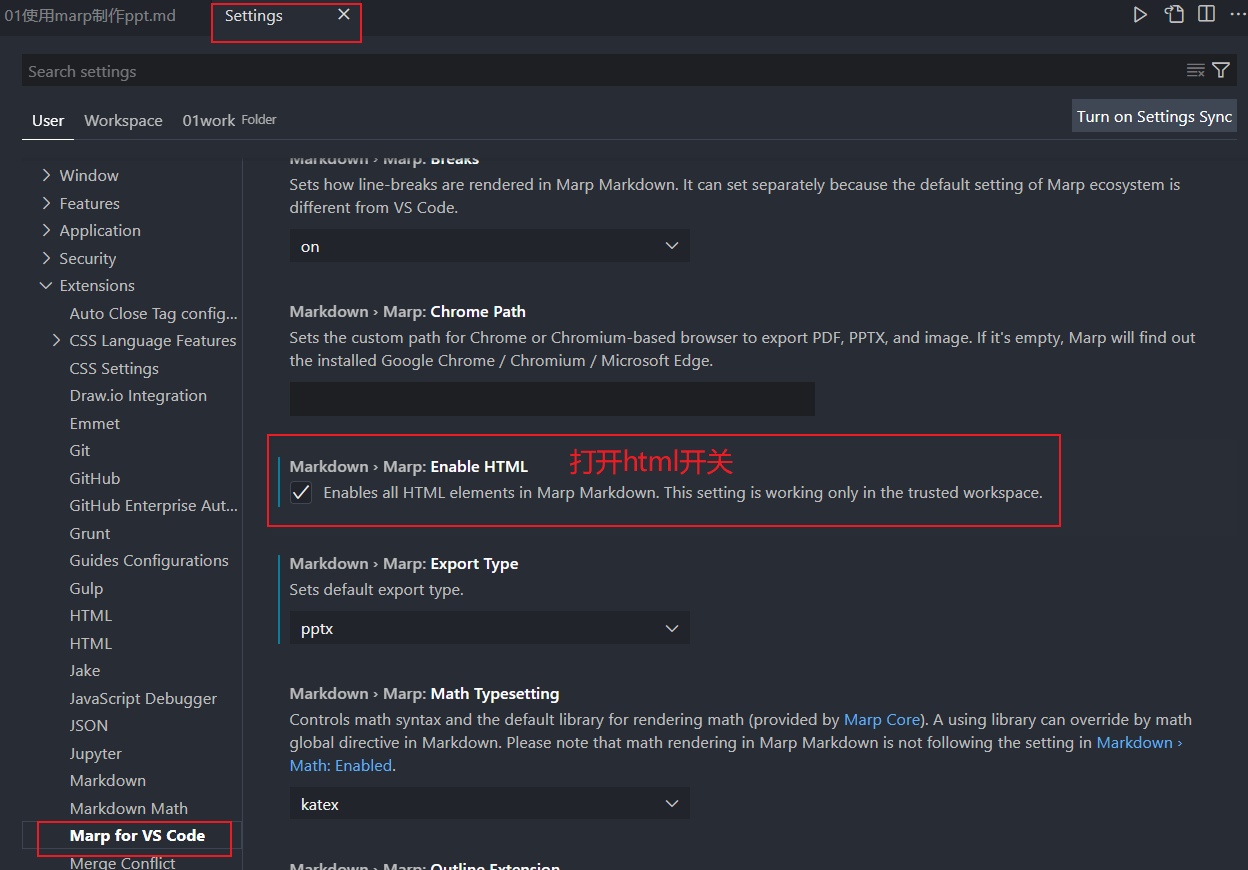 01使用marp制作ppt.md
Settings
Search settings
User Workspace 01work Folder
Turn on Settings Sync
Window
Features
Application
Security
Extensions
Auto Close Tag config...
CSS Language Features
CSS Settings
Draw.io Integration
Emmet
Git
GitHub
GitHub Enterprise Aut...
Grunt
Guides Configurations
Gulp
HTML
HTML
Jake
JavaScript Debugger
JSON
Jupyter
Markdown
Markdown Math
Marp for VS Code
Merge Conflict
Markdown › Marp: Breaks
Sets how line-breaks are rendered in Marp Markdown. It can set separately because the default setting of Marp ecosystem is
different from VS Code.
on
Markdown › Marp: Chrome Path
Sets the custom path for Chrome or Chromium-based browser to export PDF, PPTX, and image. If it's empty, Marp will find out
the installed Google Chrome / Chromium / Microsoft Edge.
Markdown › Marp: Enable HTML
打开html开关
Enables all HTML elements in Marp Markdown. This setting is working only in the trusted workspace.
Markdown › Marp: Export Type
Sets default export type.
pptx
Markdown › Marp: Math Typesetting
Controls math syntax and the default library for rendering math (provided by Marp Core). A using library can override by math
global directive in Markdown. Please note that math rendering in Marp Markdown is not following the setting in Markdown ›
Math: Enabled.
katex
Markdown › Marp: Outline Extension